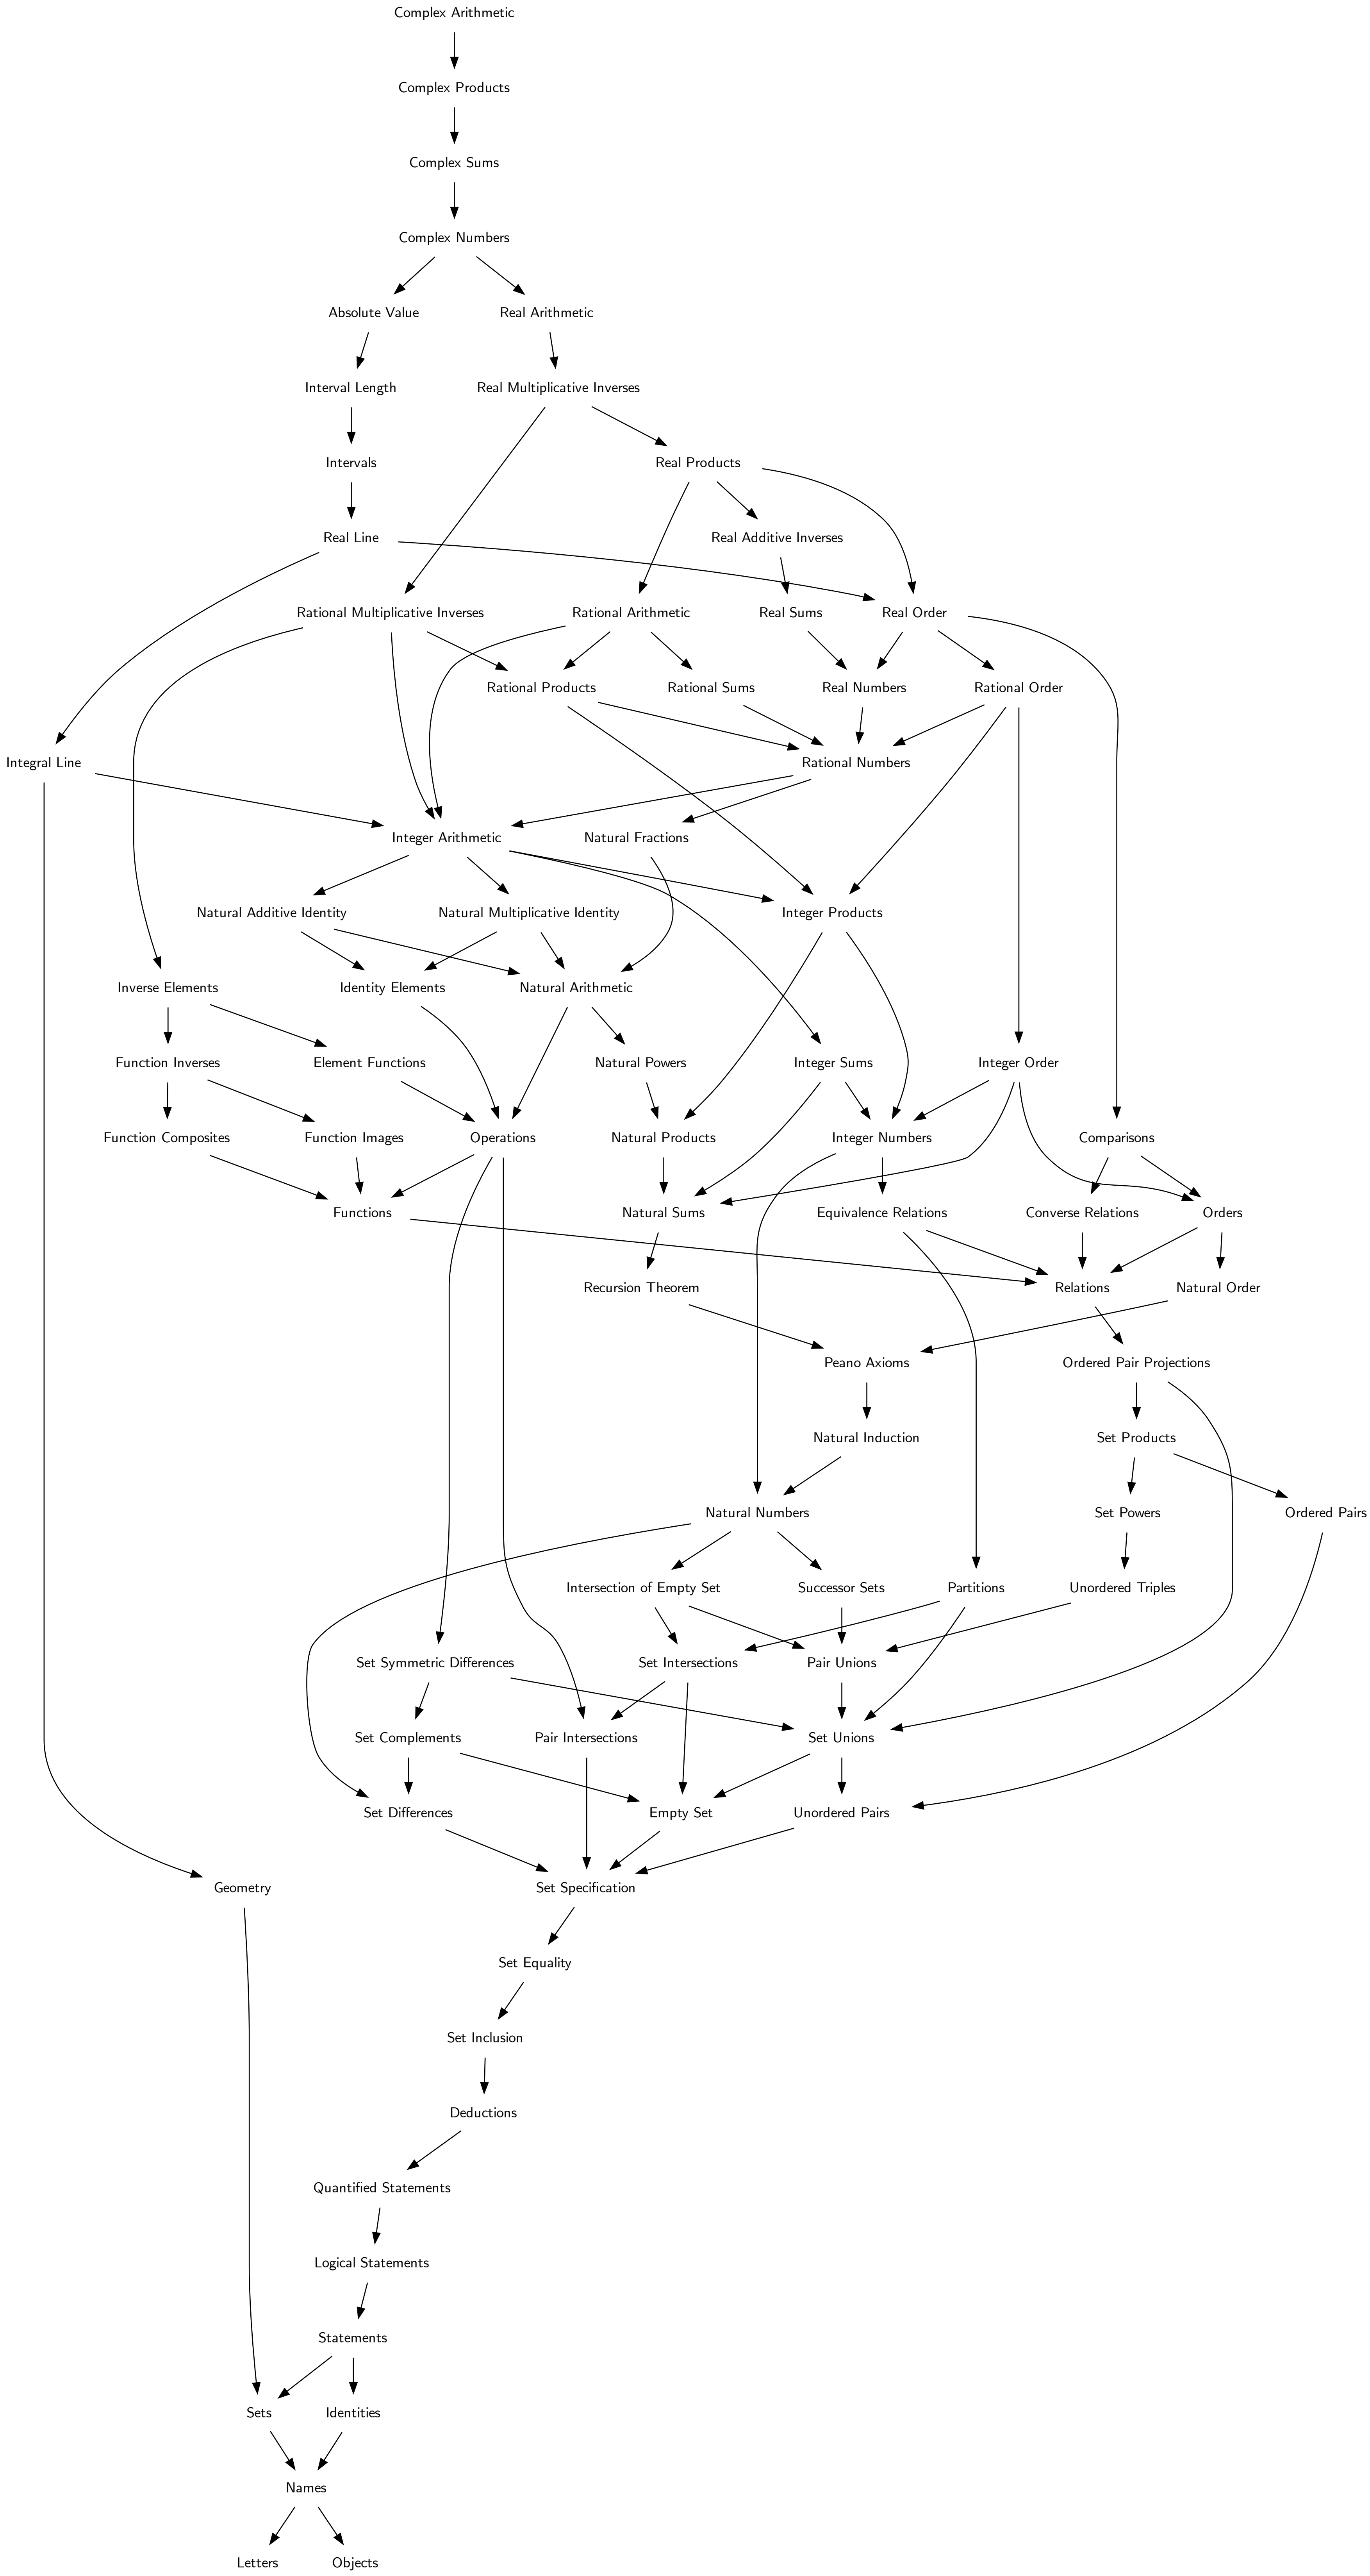 Complex Arithmetic
Complex Products
Complex Sums
Complex Numbers
Absolute Value
Real Arithmetic
Interval Length
Real Multiplicative Inverses
Intervals
Real Products
Real Line
Real Additive Inverses
Rational Multiplicative Inverses
Rational Arithmetic
Real Sums
Real Order
Rational Products
Rational Sums
Real Numbers
Rational Order
Integral Line
Rational Numbers
Integer Arithmetic
Natural Fractions
Natural Additive Identity
Natural Multiplicative Identity
Integer Products
Inverse Elements
Identity Elements
Natural Arithmetic
Function Inverses
Element Functions
Natural Powers
Integer Sums
Integer Order
Function Composites
Function Images
Operations
Natural Products
Integer Numbers
Comparisons
Functions
Natural Sums
Equivalence Relations
Converse Relations
Orders
Recursion Theorem
Relations
Natural Order
Peano Axioms
Ordered Pair Projections
Natural Induction
Set Products
Natural Numbers
Set Powers
Ordered Pairs
Intersection of Empty Set
Successor Sets
Partitions
Unordered Triples
Set Symmetric Differences
Set Intersections
Pair Unions
Set Complements
Pair Intersections
Set Unions
Set Differences
Empty Set
Unordered Pairs
Geometry
Set Specification
Set Equality
Set Inclusion
Deductions
Quantified Statements
Logical Statements
Statements
Sets
Identities
Names
Letters
Objects